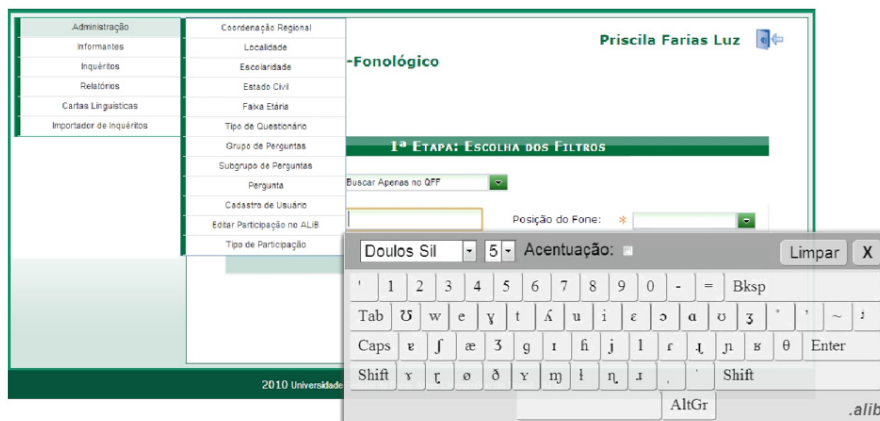 Administração
Informantes
Inquéritos
Relatórios
Cartas Linguísticas
Importador de Inquéritos
Coordenação Regional
Localidade
Escolaridade
Estado Civil
Faixa Etária
Tipo de Questionário
Grupo de Perguntas
Subgrupo de Perguntas
Pergunta
Cadastro de Usuário
Editar Participação no ALiB
Tipo de Participação
Priscila Farias Luz
-Fonológico
1ª Etapa: Escolha dos Filtros
Buscar Apenas no QFF
Posição do Fone: *
Doulos Sil 5 Acentuação: Limpar X
' 1 2 3 4 5 6 7 8 9 0 - = Bksp
Tab w e ɣ t ʎ u i ɛ ɔ ɑ ʊ ʒ ~
Caps ɐ ʃ æ ɡ ɪ ɦ j l ɾ ɲ ʁ θ Enter
Shift ɤ ø ð ʏ ɱ ɫ ɹ Shift
AltGr
.alib
2010 Universidade